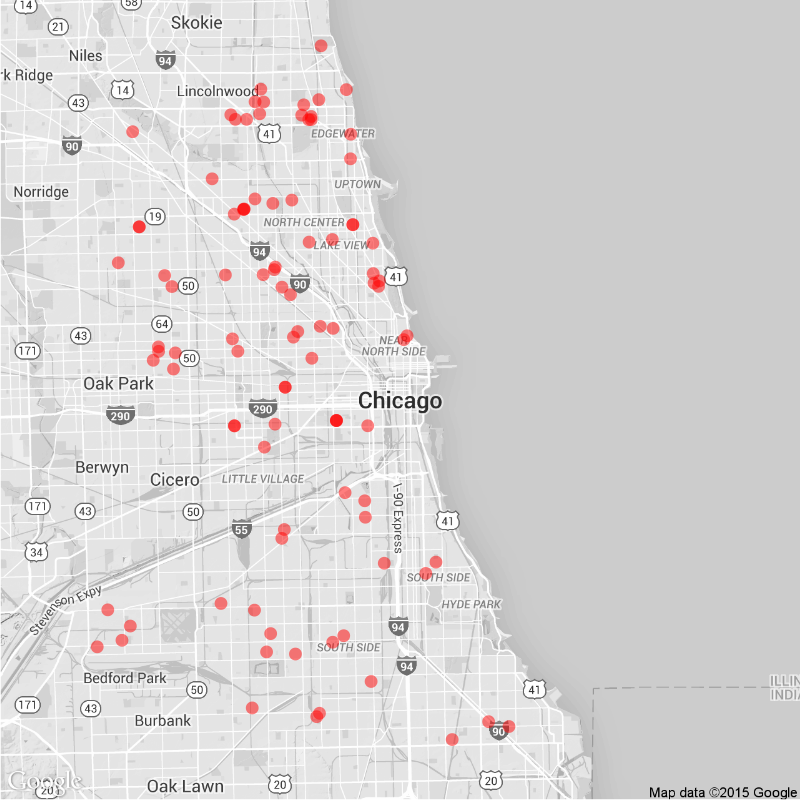 14
58
21
Skokie
Niles
94
rk Ridge
14
Lincolnwood
43
41
EDGEWATER
90
UPTOWN
Norridge
19
NORTH CENTER
LAKE VIEW
94
41
50
90
64
43
NEAR
NORTH SIDE
171
50
Oak Park
Chicago
290
290
Berwyn
Cicero
LITTLE VILLAGE
171
43
50
I-90 Express
41
55
34
SOUTH SIDE
Stevenson Expy
HYDE PARK
94
SOUTH SIDE
94
Bedford Park
ILLIN
INDIA
50
41
171
43
Burbank
90
Google
20
Oak Lawn
20
20
Map data ©2015 Google